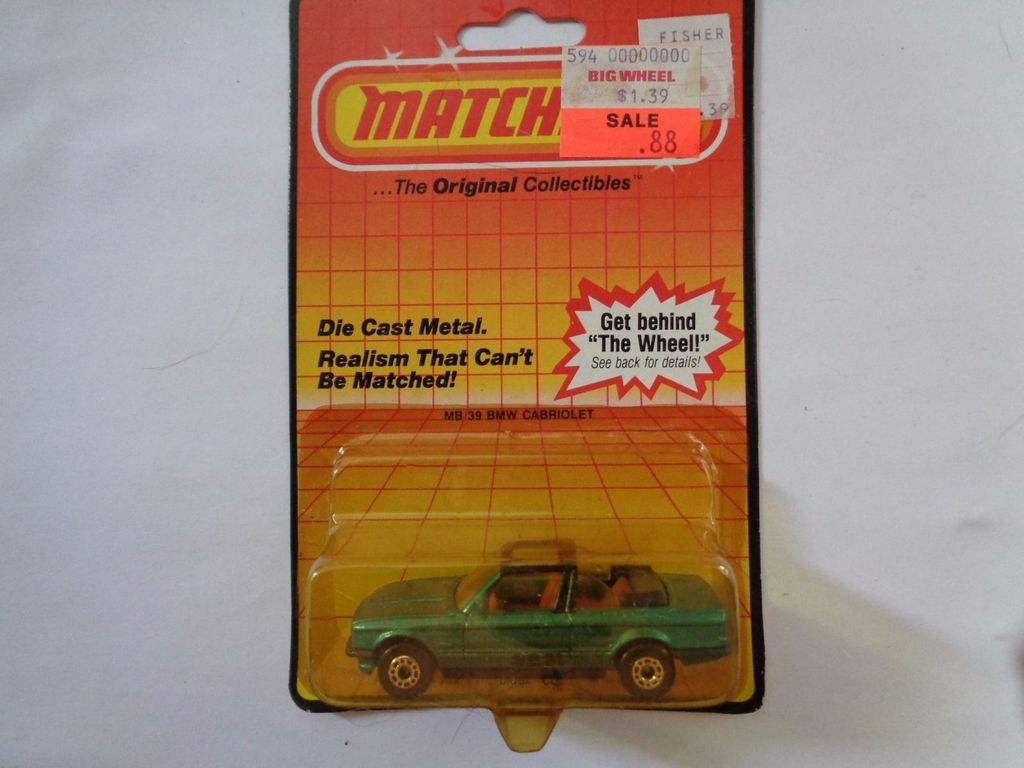 FISHER
594 00000000
BIG WHEEL
$1.39
.39
SALE
.88
MATCH
...The Original Collectibles™
Die Cast Metal.
Realism That Can't
Be Matched!
Get behind
"The Wheel!"
See back for details!
MB 39 BMW CABRIOLET